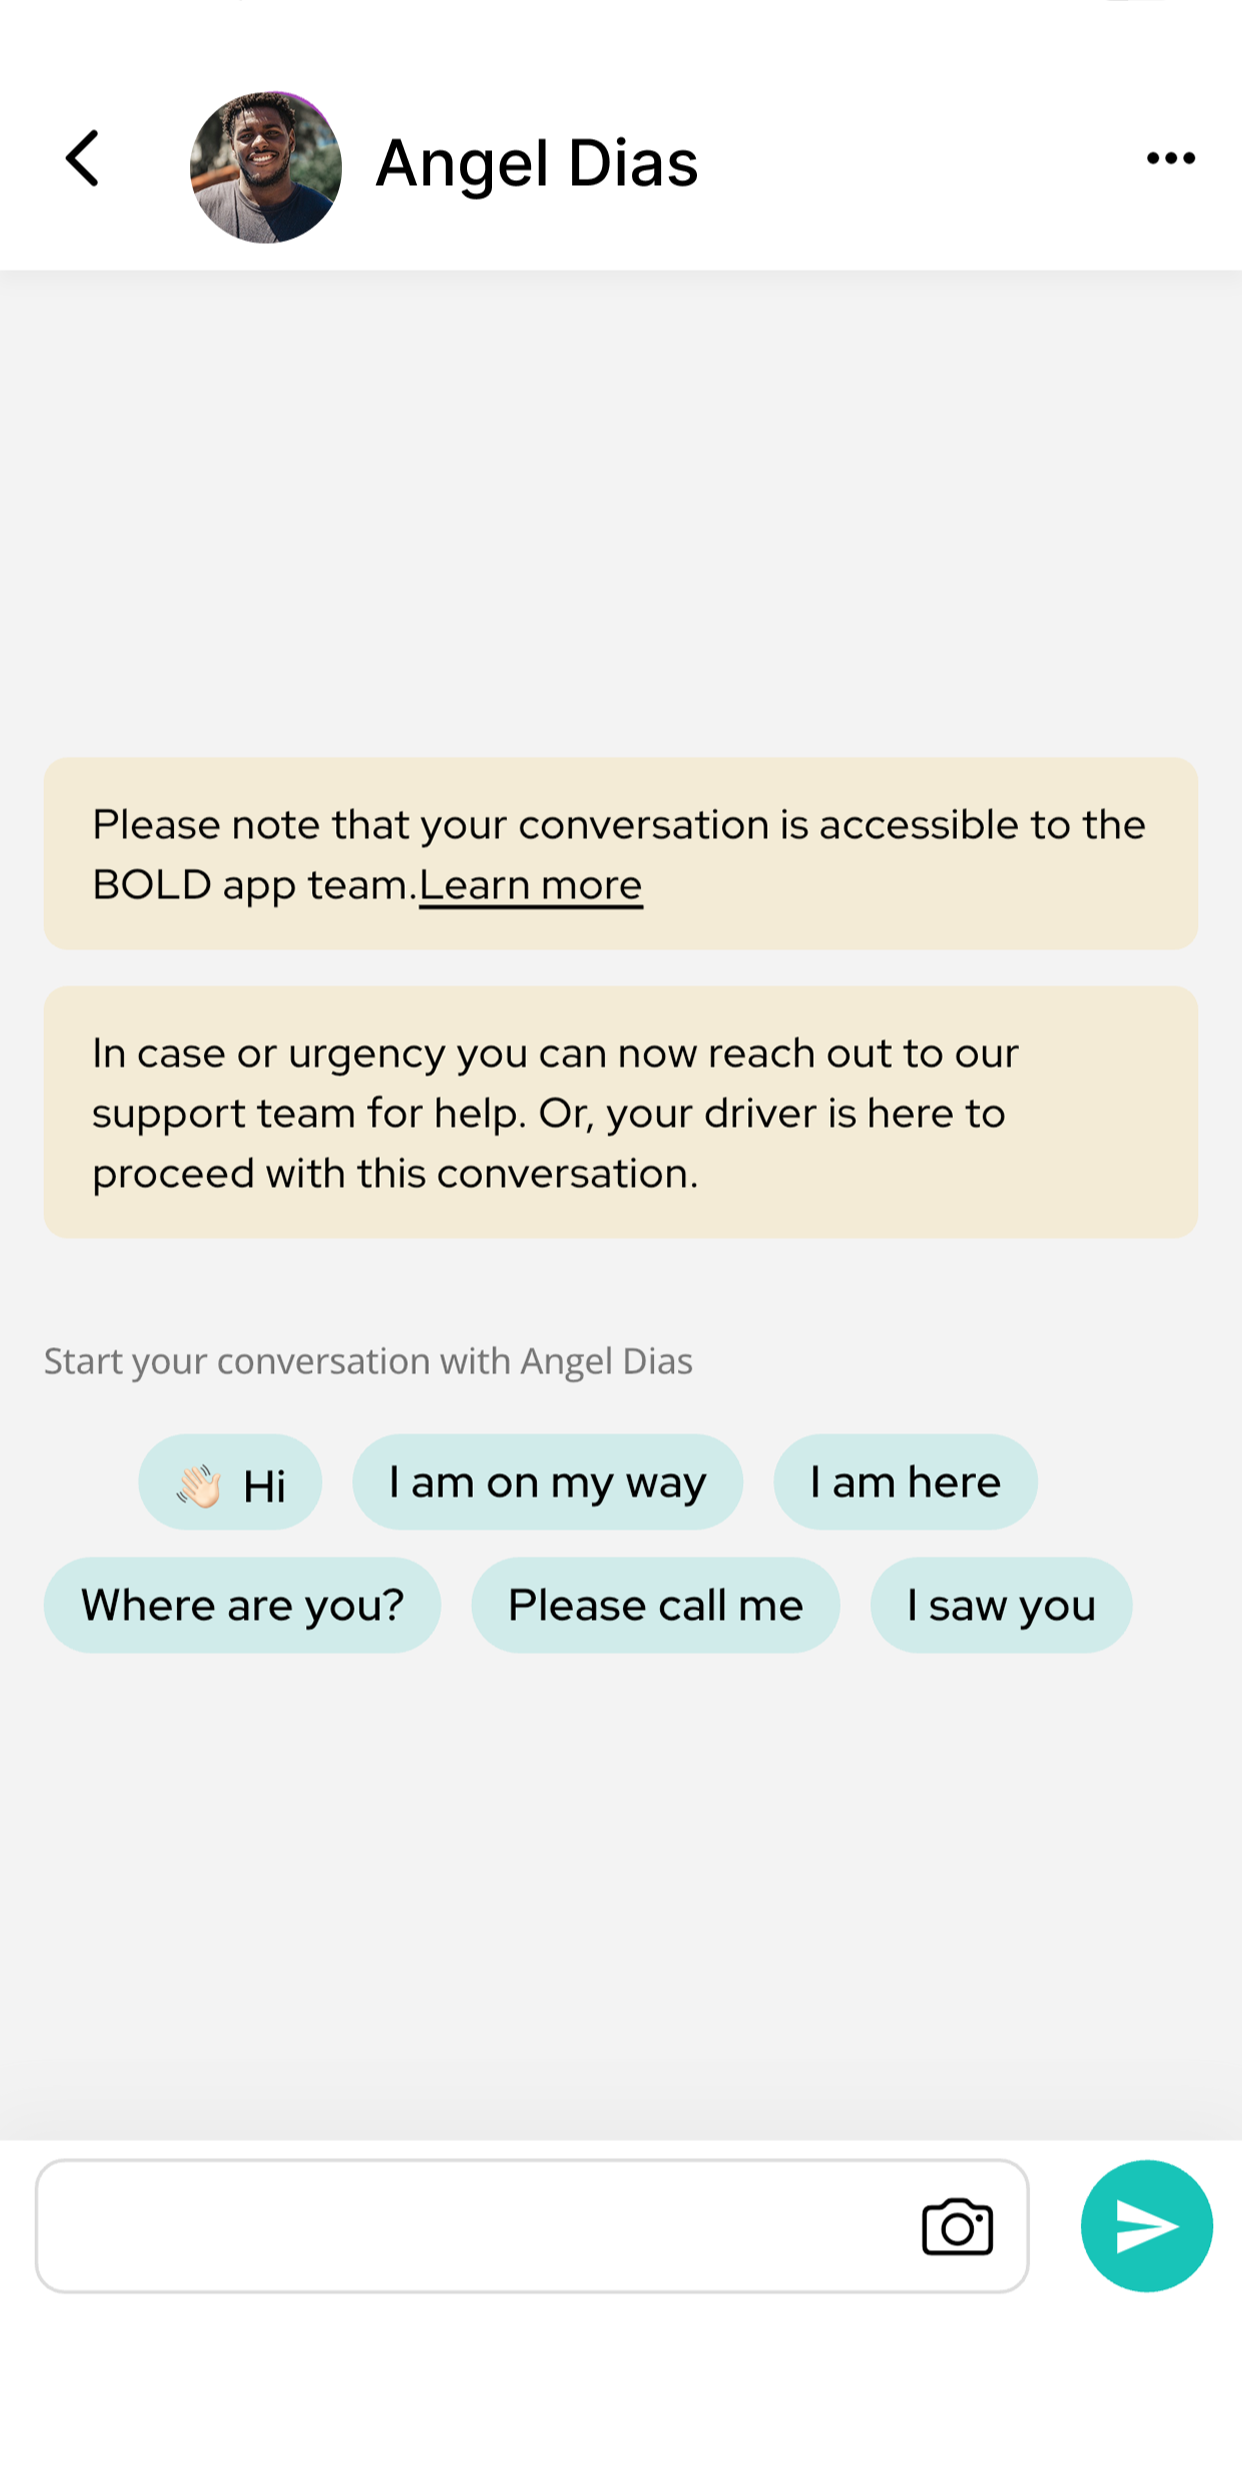 Angel Dias
Please note that your conversation is accessible to the
BOLD app team.Learn more
In case or urgency you can now reach out to our
support team for help. Or, your driver is here to
proceed with this conversation.
Start your conversation with Angel Dias
👋🏻 Hi
I am on my way
I am here
Where are you?
Please call me
I saw you